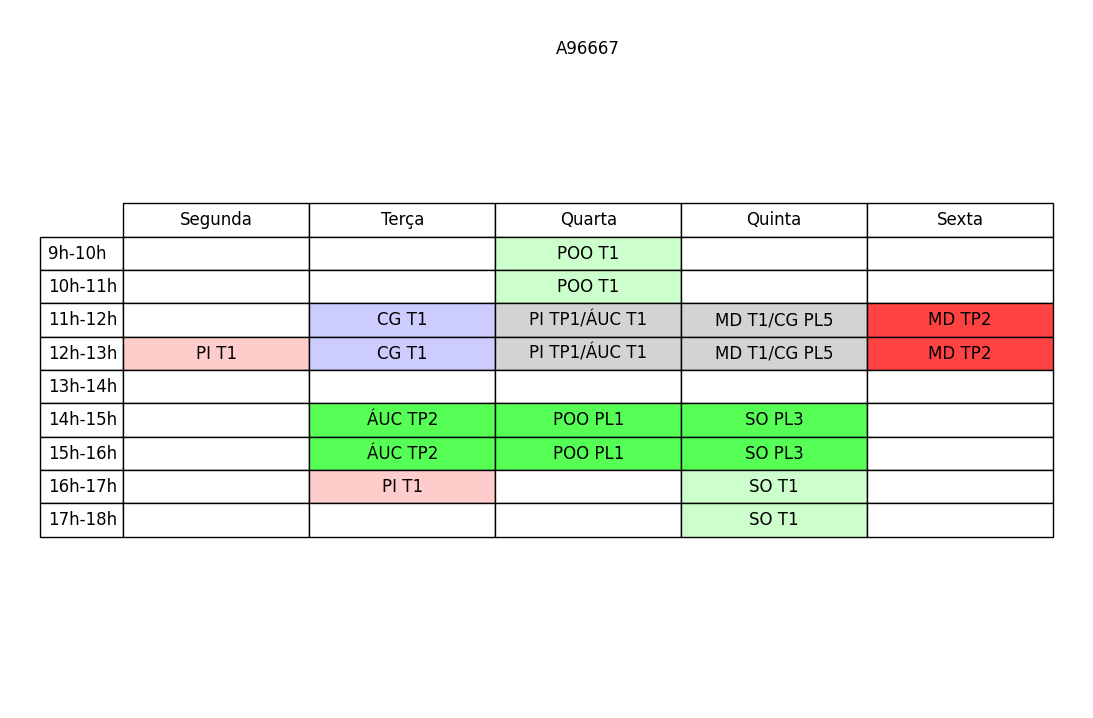 A96667
Segunda Terça Quarta Quinta Sexta
9h-10h POO T1
10h-11h POO T1
11h-12h CG T1 PI TP1/ÁUC T1 MD T1/CG PL5 MD TP2
12h-13h PI T1 CG T1 PI TP1/ÁUC T1 MD T1/CG PL5 MD TP2
13h-14h
14h-15h ÁUC TP2 POO PL1 SO PL3
15h-16h ÁUC TP2 POO PL1 SO PL3
16h-17h PI T1 SO T1
17h-18h SO T1